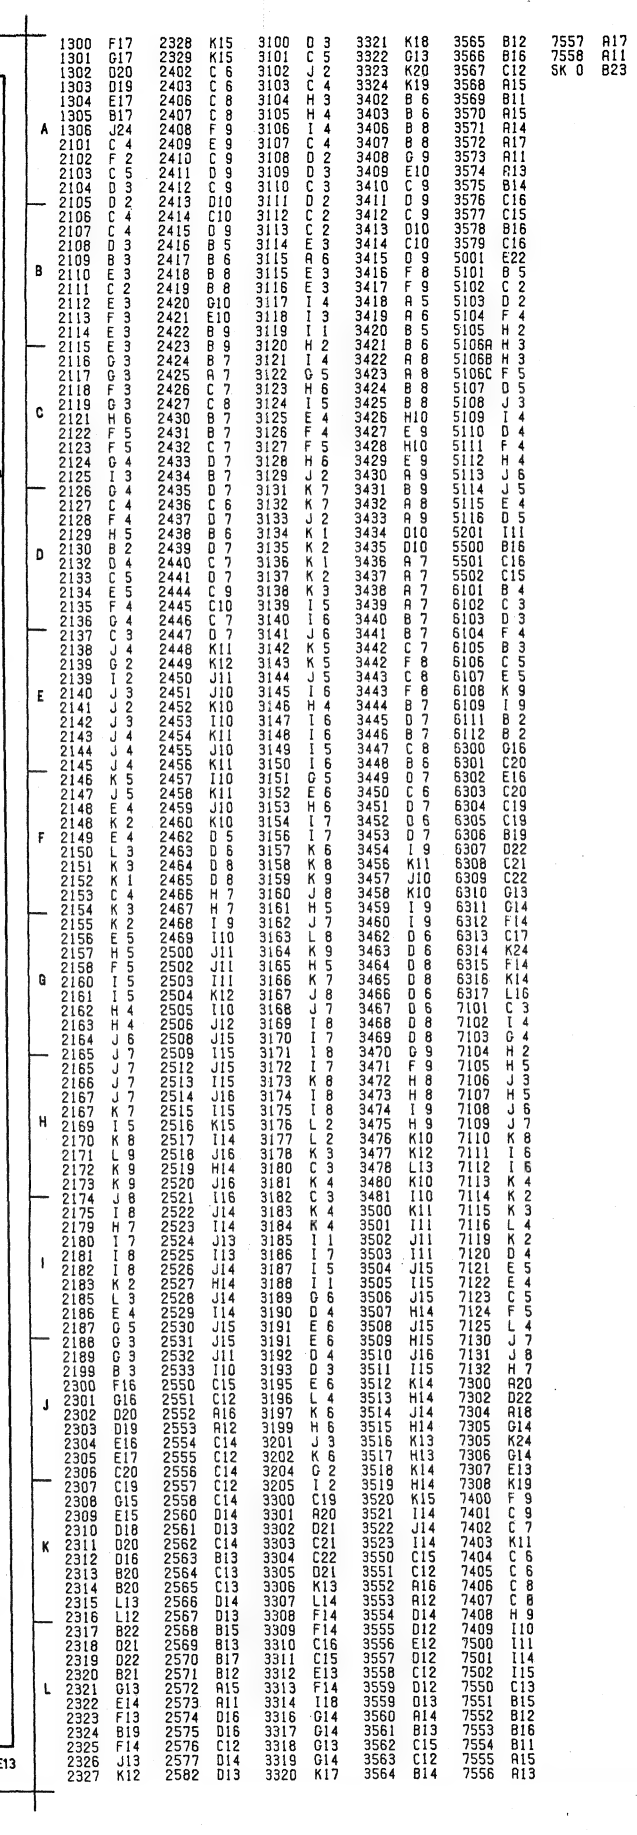 A
B
C
D
E
F
G
H
I
J
K
L
E13
1300 F17
1301 G17
1302 D20
1303 D19
1304 E17
1305 B17
1306 J24
2101 C 4
2102 F 2
2103 C 5
2104 D 3
2105 D 2
2106 C 4
2107 C 4
2108 D 3
2109 B 3
2110 E 3
2111 C 2
2112 E 3
2113 F 3
2114 E 3
2115 E 3
2116 G 3
2117 G 3
2118 F 3
2119 G 3
2121 H 6
2122 F 5
2123 F 5
2124 G 4
2125 I 3
2126 G 4
2127 C 4
2128 F 4
2129 H 5
2130 B 2
2132 D 4
2133 C 5
2134 E 5
2135 F 4
2136 G 4
2137 C 3
2138 J 4
2139 G 2
2139 I 2
2140 J 3
2141 J 2
2142 J 3
2143 J 4
2144 J 4
2145 J 4
2146 K 5
2147 J 5
2148 E 4
2148 K 2
2149 E 4
2150 L 3
2151 K 3
2152 K 1
2153 C 4
2154 K 3
2155 K 2
2156 E 5
2157 H 5
2158 F 5
2160 I 5
2161 I 5
2162 H 4
2163 H 4
2164 J 6
2165 J 7
2165 J 7
2166 J 7
2167 J 7
2167 K 7
2169 I 5
2170 K 8
2171 L 9
2172 K 9
2173 K 9
2174 J 8
2175 I 8
2179 H 7
2180 I 7
2181 I 8
2182 I 8
2183 K 2
2185 L 3
2186 E 4
2187 G 5
2188 G 3
2189 G 3
2199 B 3
2300 F16
2301 G16
2302 D20
2303 D19
2304 E16
2305 E17
2306 C20
2307 C19
2308 G15
2309 E15
2310 D18
2311 D20
2312 D16
2313 B20
2314 B20
2315 L13
2316 L12
2317 B22
2318 D21
2319 D22
2320 B21
2321 G13
2322 E14
2323 F13
2324 B19
2325 F14
2326 J13
2327 K12
2328 K15
2329 K15
2402 C 6
2403 C 6
2406 C 8
2407 C 8
2408 F 9
2409 E 9
2410 C 9
2411 D 9
2412 C 9
2413 D10
2414 C10
2415 D 9
2416 B 5
2417 B 6
2418 B 8
2419 B 8
2420 G10
2421 E10
2422 B 9
2423 B 9
2424 B 7
2425 A 7
2426 C 7
2427 C 8
2430 B 7
2431 B 7
2432 C 7
2433 D 7
2434 B 7
2435 D 7
2436 C 6
2437 D 7
2438 B 6
2439 D 7
2440 C 7
2441 D 7
2444 C 9
2445 C10
2446 C 7
2447 D 7
2448 K11
2449 K12
2450 J11
2451 J10
2452 K10
2453 I10
2454 K11
2455 J10
2456 K11
2457 I10
2458 K11
2459 J10
2460 K10
2462 D 5
2463 D 6
2464 D 8
2465 D 8
2466 H 7
2467 H 7
2468 I 9
2469 I10
2500 J11
2502 J11
2503 I11
2504 K12
2505 I10
2506 J12
2508 J15
2509 I15
2512 J15
2513 I15
2514 J16
2515 I15
2516 K15
2517 I14
2518 J16
2519 H14
2520 J16
2521 I16
2522 J14
2523 I14
2524 J13
2525 I13
2526 J14
2527 H14
2528 J14
2529 I14
2530 J15
2531 J15
2532 J11
2533 I10
2550 C15
2551 C12
2552 A16
2553 A12
2554 C14
2555 C12
2556 C14
2557 C12
2558 C14
2560 D14
2561 D13
2562 C14
2563 B13
2564 C13
2565 C13
2566 D14
2567 D13
2568 B15
2569 B13
2570 B17
2571 B12
2572 A15
2573 A11
2574 D16
2575 D16
2576 C12
2577 D14
2582 D13
3100 D 3
3101 C 5
3102 J 2
3103 C 4
3104 H 3
3105 H 4
3106 I 4
3107 C 4
3108 D 2
3109 D 3
3110 C 3
3111 D 2
3112 C 2
3113 C 2
3114 E 3
3115 A 6
3115 E 3
3116 E 3
3117 I 4
3118 I 3
3119 I 1
3120 H 2
3121 I 4
3122 G 5
3123 H 6
3124 I 5
3125 E 4
3126 F 4
3127 F 5
3128 H 6
3129 J 2
3131 K 7
3132 K 7
3133 J 2
3134 K 1
3135 K 2
3136 K 1
3137 K 2
3138 K 3
3139 I 5
3140 I 6
3141 J 6
3142 K 5
3143 K 5
3144 J 5
3145 I 6
3146 H 4
3147 I 6
3148 I 6
3149 I 5
3150 I 6
3151 G 5
3152 E 6
3153 H 6
3154 I 7
3156 I 7
3157 K 6
3158 K 8
3159 K 9
3160 J 8
3161 H 5
3162 J 7
3163 L 8
3164 K 9
3165 H 5
3166 K 7
3167 J 8
3168 J 7
3169 I 8
3170 I 7
3171 I 8
3172 I 7
3173 K 8
3174 I 8
3175 I 8
3176 L 2
3177 L 2
3178 K 3
3180 C 3
3181 K 4
3182 C 3
3183 K 4
3184 K 4
3185 I 1
3186 I 7
3187 I 5
3188 I 1
3189 G 6
3190 D 4
3191 E 6
3191 E 6
3192 D 4
3193 D 3
3195 E 6
3196 L 4
3197 K 6
3199 H 6
3201 J 3
3202 K 6
3204 G 2
3205 I 2
3300 C19
3301 A20
3302 D21
3303 C21
3304 C22
3305 D21
3306 K13
3307 L14
3308 F14
3309 F14
3310 C16
3311 C15
3312 E13
3313 F14
3314 I18
3316 G14
3317 G14
3318 G13
3319 G14
3320 K17
3321 K18
3322 G13
3323 K20
3324 K19
3402 B 6
3403 B 6
3406 B 8
3407 B 8
3408 G 9
3409 E10
3410 C 9
3411 D 9
3412 C 9
3413 D10
3414 C10
3415 D 9
3416 F 8
3417 F 9
3418 A 5
3419 A 6
3420 B 5
3421 B 6
3422 A 8
3423 A 8
3424 B 8
3425 B 8
3426 H10
3427 E 9
3428 H10
3429 E 9
3430 A 9
3431 B 9
3432 A 8
3433 A 9
3434 D10
3435 D10
3436 A 7
3437 A 7
3438 A 7
3439 A 7
3440 B 7
3441 B 7
3442 C 7
3442 F 8
3443 C 8
3443 F 8
3444 B 7
3445 D 7
3446 B 7
3447 C 8
3448 B 6
3449 D 7
3450 C 6
3451 D 7
3452 D 6
3453 D 7
3454 I 9
3456 K11
3457 J10
3458 K10
3459 I 9
3460 I 9
3462 D 6
3463 D 6
3464 D 8
3465 D 8
3466 D 6
3467 D 6
3468 D 8
3469 D 8
3470 G 9
3471 F 9
3472 H 8
3473 H 8
3474 I 9
3475 H 9
3476 K10
3477 K12
3478 L13
3480 K10
3481 I10
3500 K11
3501 I11
3502 J11
3503 I11
3504 J15
3505 I15
3506 J15
3507 H14
3508 J15
3509 H15
3510 J16
3511 I15
3512 K14
3513 H14
3514 J14
3515 H14
3516 K13
3517 H13
3518 K14
3519 H14
3520 K15
3521 I14
3522 J14
3523 I14
3550 C15
3551 C12
3552 A16
3553 A12
3554 D14
3555 D12
3556 E12
3557 D12
3558 C12
3559 D12
3559 D13
3560 A14
3561 B13
3562 C15
3563 C12
3564 B14
3565 B12
3566 B16
3567 C12
3568 A15
3569 B11
3570 A15
3571 A14
3572 A17
3573 A11
3574 A13
3575 B14
3576 C16
3577 C15
3578 B16
3579 C16
5001 E22
5101 B 5
5102 C 2
5103 D 2
5104 F 4
5105 H 2
5106A H 3
5106B H 3
5106C F 5
5107 D 5
5108 J 3
5109 I 4
5110 D 4
5111 F 4
5112 H 4
5113 J 6
5114 J 5
5115 E 4
5116 D 5
5201 I11
5500 B16
5501 C16
5502 C15
6101 B 4
6102 C 3
6103 D 3
6104 F 4
6105 B 3
6106 C 5
6107 E 5
6108 K 9
6109 I 9
6111 B 2
6112 B 2
6300 G16
6301 C20
6302 E16
6303 C20
6304 C19
6305 C19
6306 B19
6307 D22
6308 C21
6309 C22
6310 G13
6311 G14
6312 F14
6313 C17
6314 K24
6315 F14
6316 K14
6317 L16
7101 C 3
7102 I 4
7103 G 4
7104 H 2
7105 H 5
7106 J 3
7107 H 5
7108 J 6
7109 J 7
7110 K 8
7111 I 6
7112 I 6
7113 K 4
7114 K 2
7115 K 3
7116 L 4
7119 K 2
7120 D 4
7121 E 5
7122 E 4
7123 C 5
7124 F 5
7125 L 4
7130 J 7
7131 J 8
7132 H 7
7300 A20
7302 D22
7304 A18
7305 G14
7305 K24
7306 G14
7307 E13
7308 K19
7400 F 9
7401 C 9
7402 C 7
7403 K11
7404 C 6
7405 C 6
7406 C 8
7407 C 8
7408 H 9
7409 I10
7500 I11
7501 I14
7502 I15
7550 C13
7551 B15
7552 B12
7553 B16
7554 B11
7555 A15
7556 A13
7557 A17
7558 A11
SK 0 B23